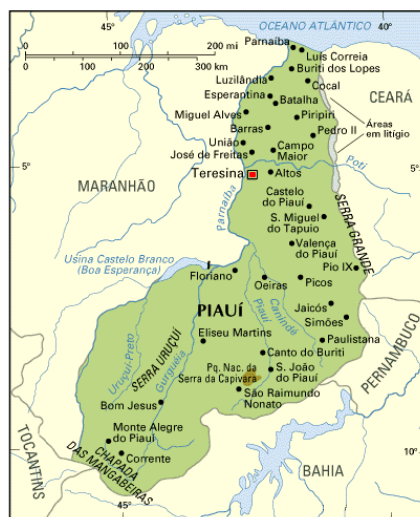 45°
OCEANO ATLÂNTICO
40°
0
100
200 mi
0
100
200
300 km
Parnaíba
Luís Correia
Buriti dos Lopes
Luzilândia
Cocal
CEARÁ
Esperantina
Batalha
Miguel Alves
Piripiri
Áreas
em litígio
Barras
Pedro II
União
Campo
Maior
José de Freitas
5°
Teresina
Altos
Poti
5°
MARANHÃO
Parnaíba
Castelo
do Piauí
S. Miguel
do Tapuio
SERRA GRANDE
Valença
do Piauí
Usina Castelo Branco
(Boa Esperança)
Pio IX
Floriano
Oeiras
Picos
PIAUÍ
Piauí
Canindé
Jaicós
Simões
Eliseu Martins
Paulistana
PERNAMBUCO
Uruçuí Preto
SERRA URUÇUÍ
Gurguéia
Canto do Buriti
Pq. Nac. da
Serra da Capivara
S. João
do Piauí
Bom Jesus
São Raimundo
Nonato
Monte Alegre
do Piauí
Corrente
CHAPADA
DAS MANGABEIRAS
TOCANTINS
BAHIA
10°
45°